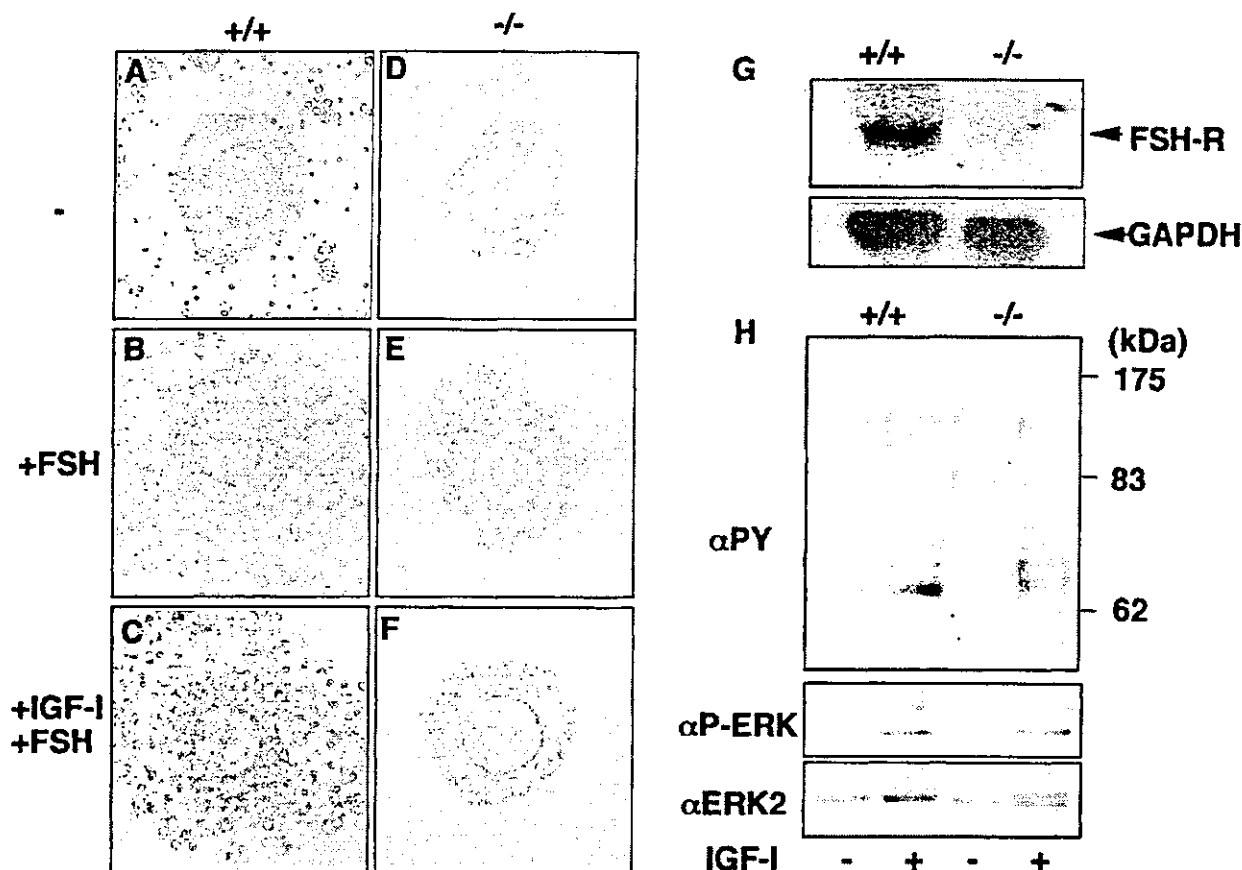 +/+ -/-
A D
-
B E
+FSH
C F
+IGF-I
+FSH
G +/+ -/-
FSH-R
GAPDH
H +/+ -/-
(kDa)
175
83
62
αPY
αP-ERK
αERK2
IGF-I - + - +